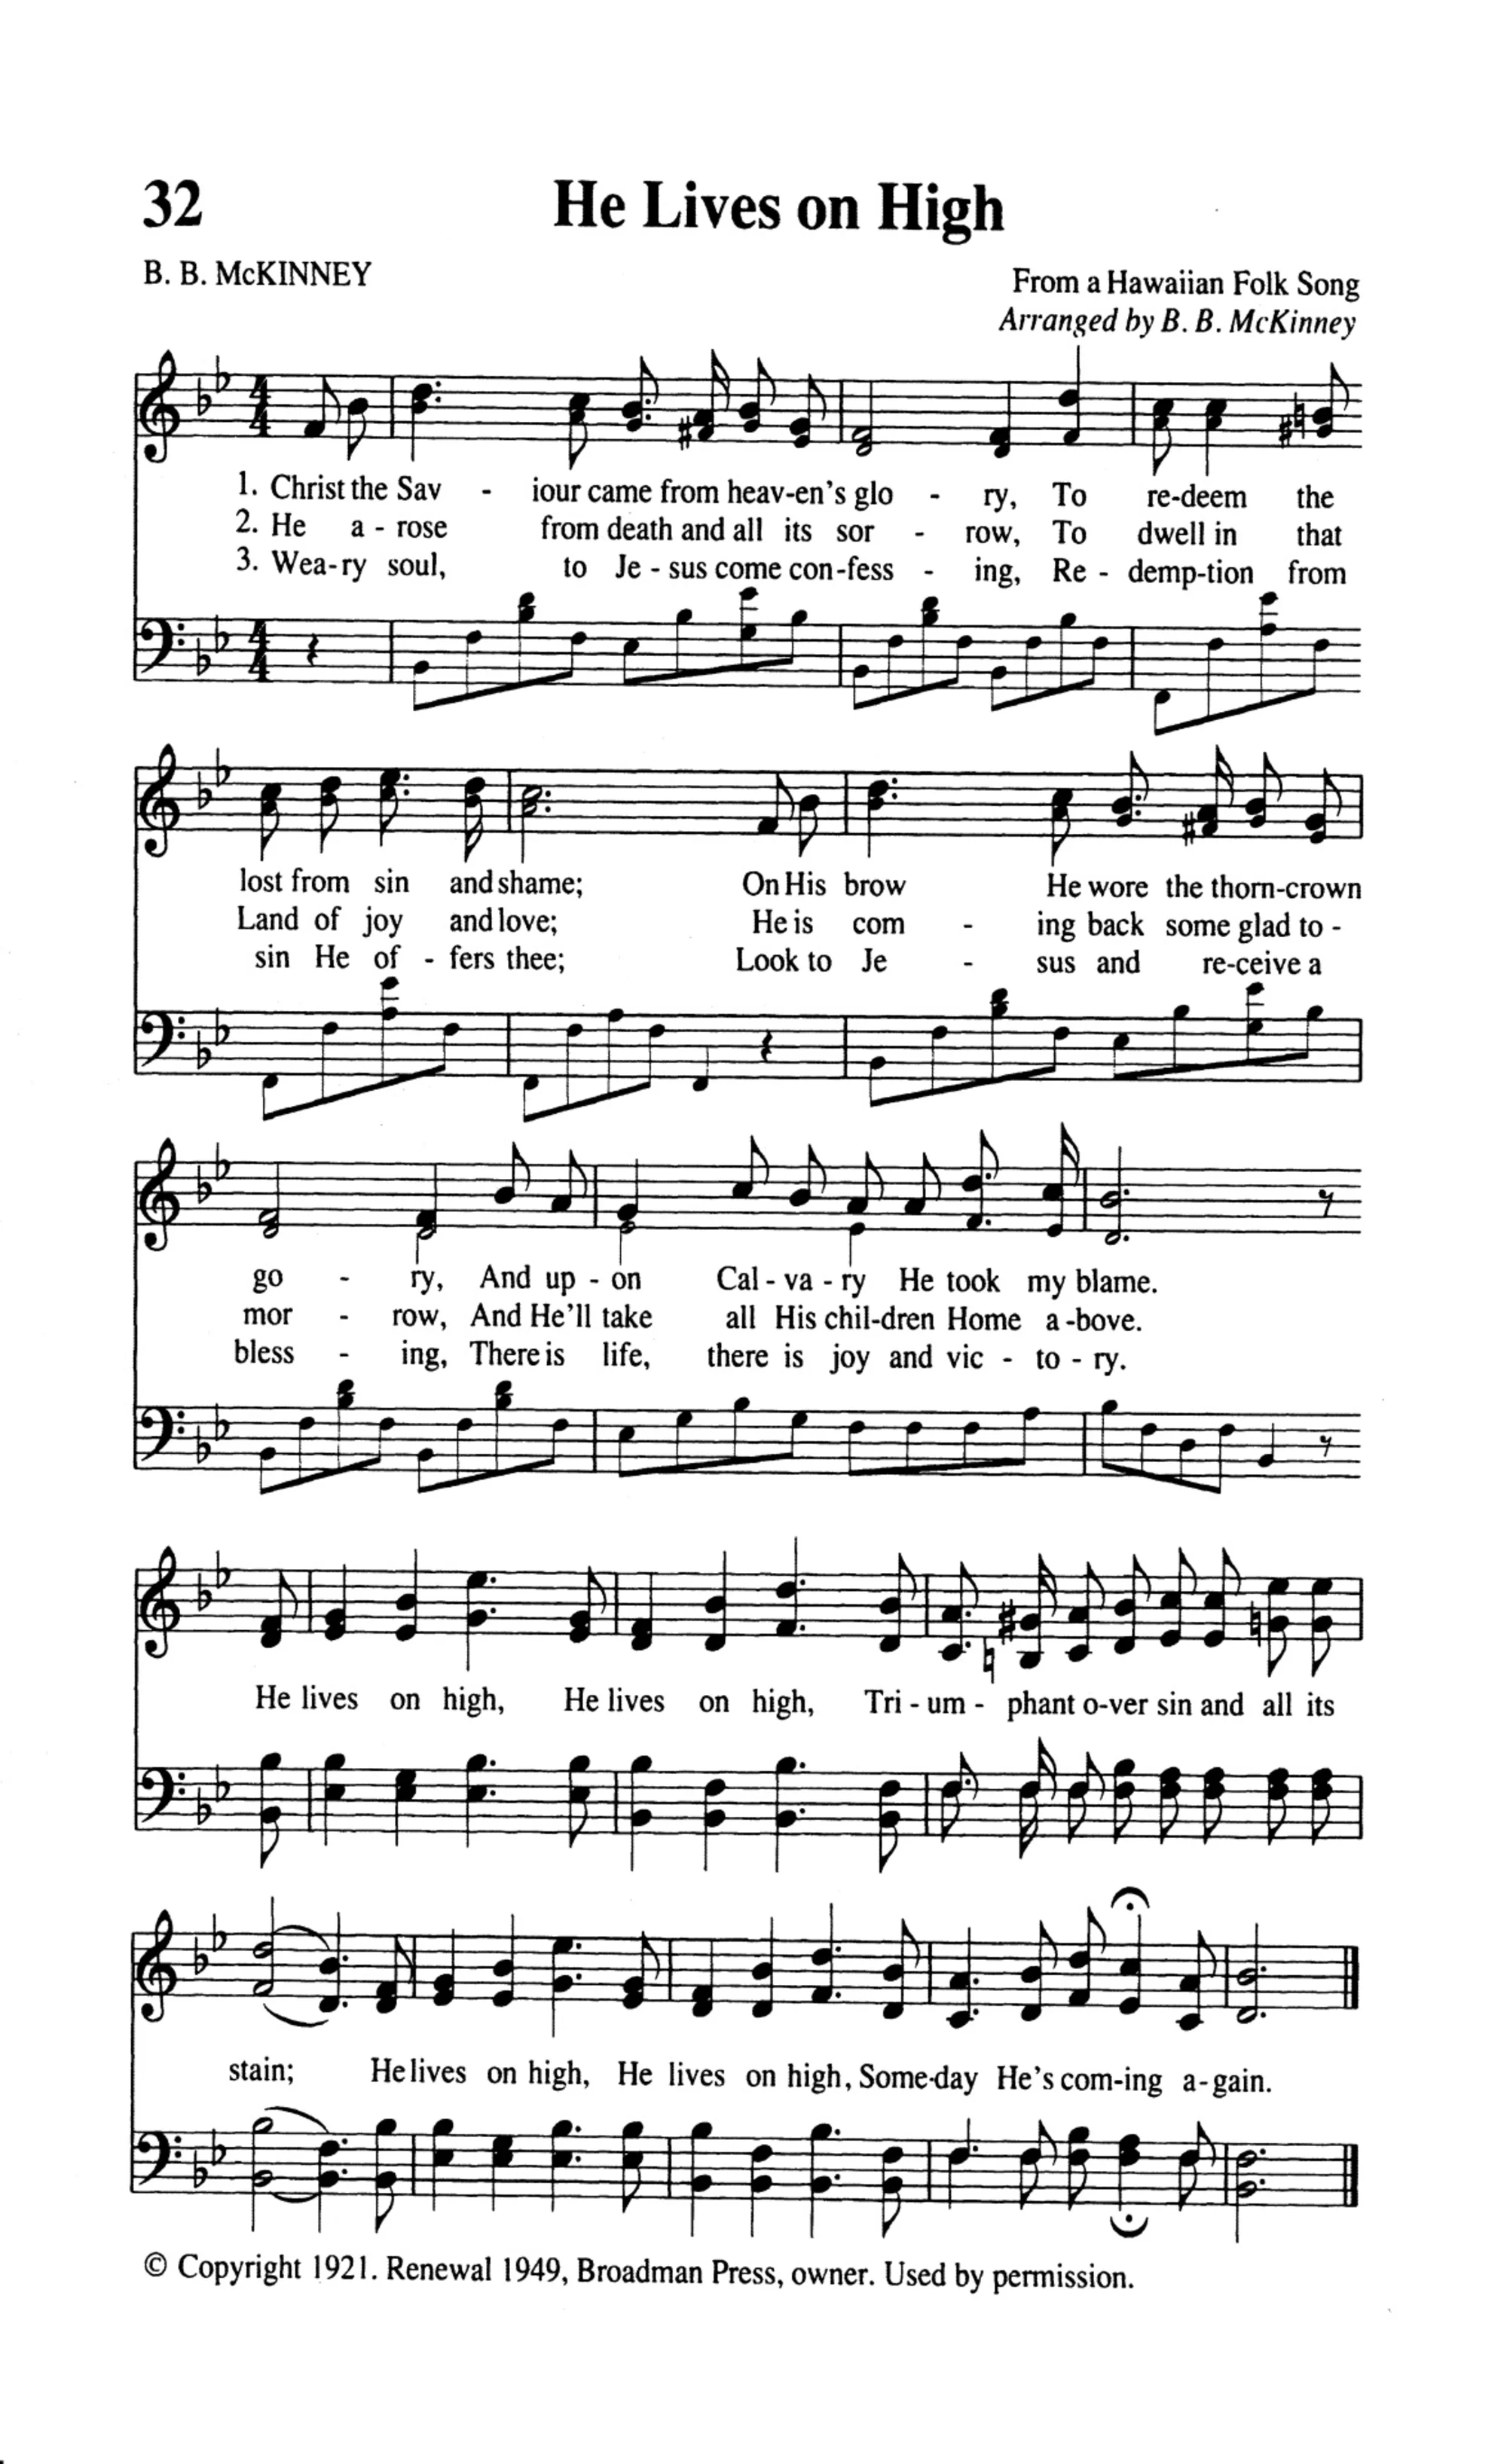 32 He Lives on High
B. B. McKINNEY
From a Hawaiian Folk Song
Arranged by B. B. McKinney
1. Christ the Sav - iour came from heav-en's glo - ry, To re-deem the
2. He a - rose from death and all its sor - row, To dwell in that
3. Wea-ry soul, to Je - sus come con-fess - ing, Re - demp-tion from
lost from sin and shame; On His brow He wore the thorn-crown
Land of joy and love; He is com - ing back some glad to -
sin He of - fers thee; Look to Je - sus and re-ceive a
go - ry, And up - on Cal - va - ry He took my blame.
mor - row, And He'll take all His chil-dren Home a -bove.
bless - ing, There is life, there is joy and vic - to - ry.
He lives on high, He lives on high, Tri - um - phant o-ver sin and all its
stain; He lives on high, He lives on high, Some-day He's com-ing a-gain.
© Copyright 1921. Renewal 1949, Broadman Press, owner. Used by permission.